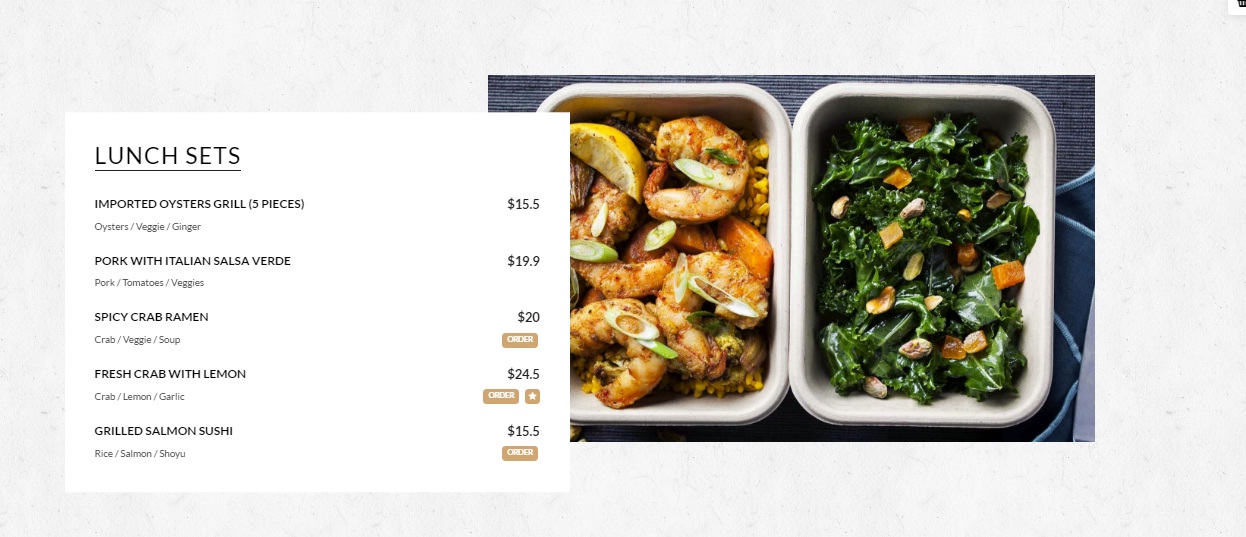 LUNCH SETS
IMPORTED OYSTERS GRILL (5 PIECES) $15.5
Oysters / Veggie / Ginger
PORK WITH ITALIAN SALSA VERDE $19.9
Pork / Tomatoes / Veggies
SPICY CRAB RAMEN $20
Crab / Veggie / Soup ORDER
FRESH CRAB WITH LEMON $24.5
Crab / Lemon / Garlic ORDER
GRILLED SALMON SUSHI $15.5
Rice / Salmon / Shoyu ORDER